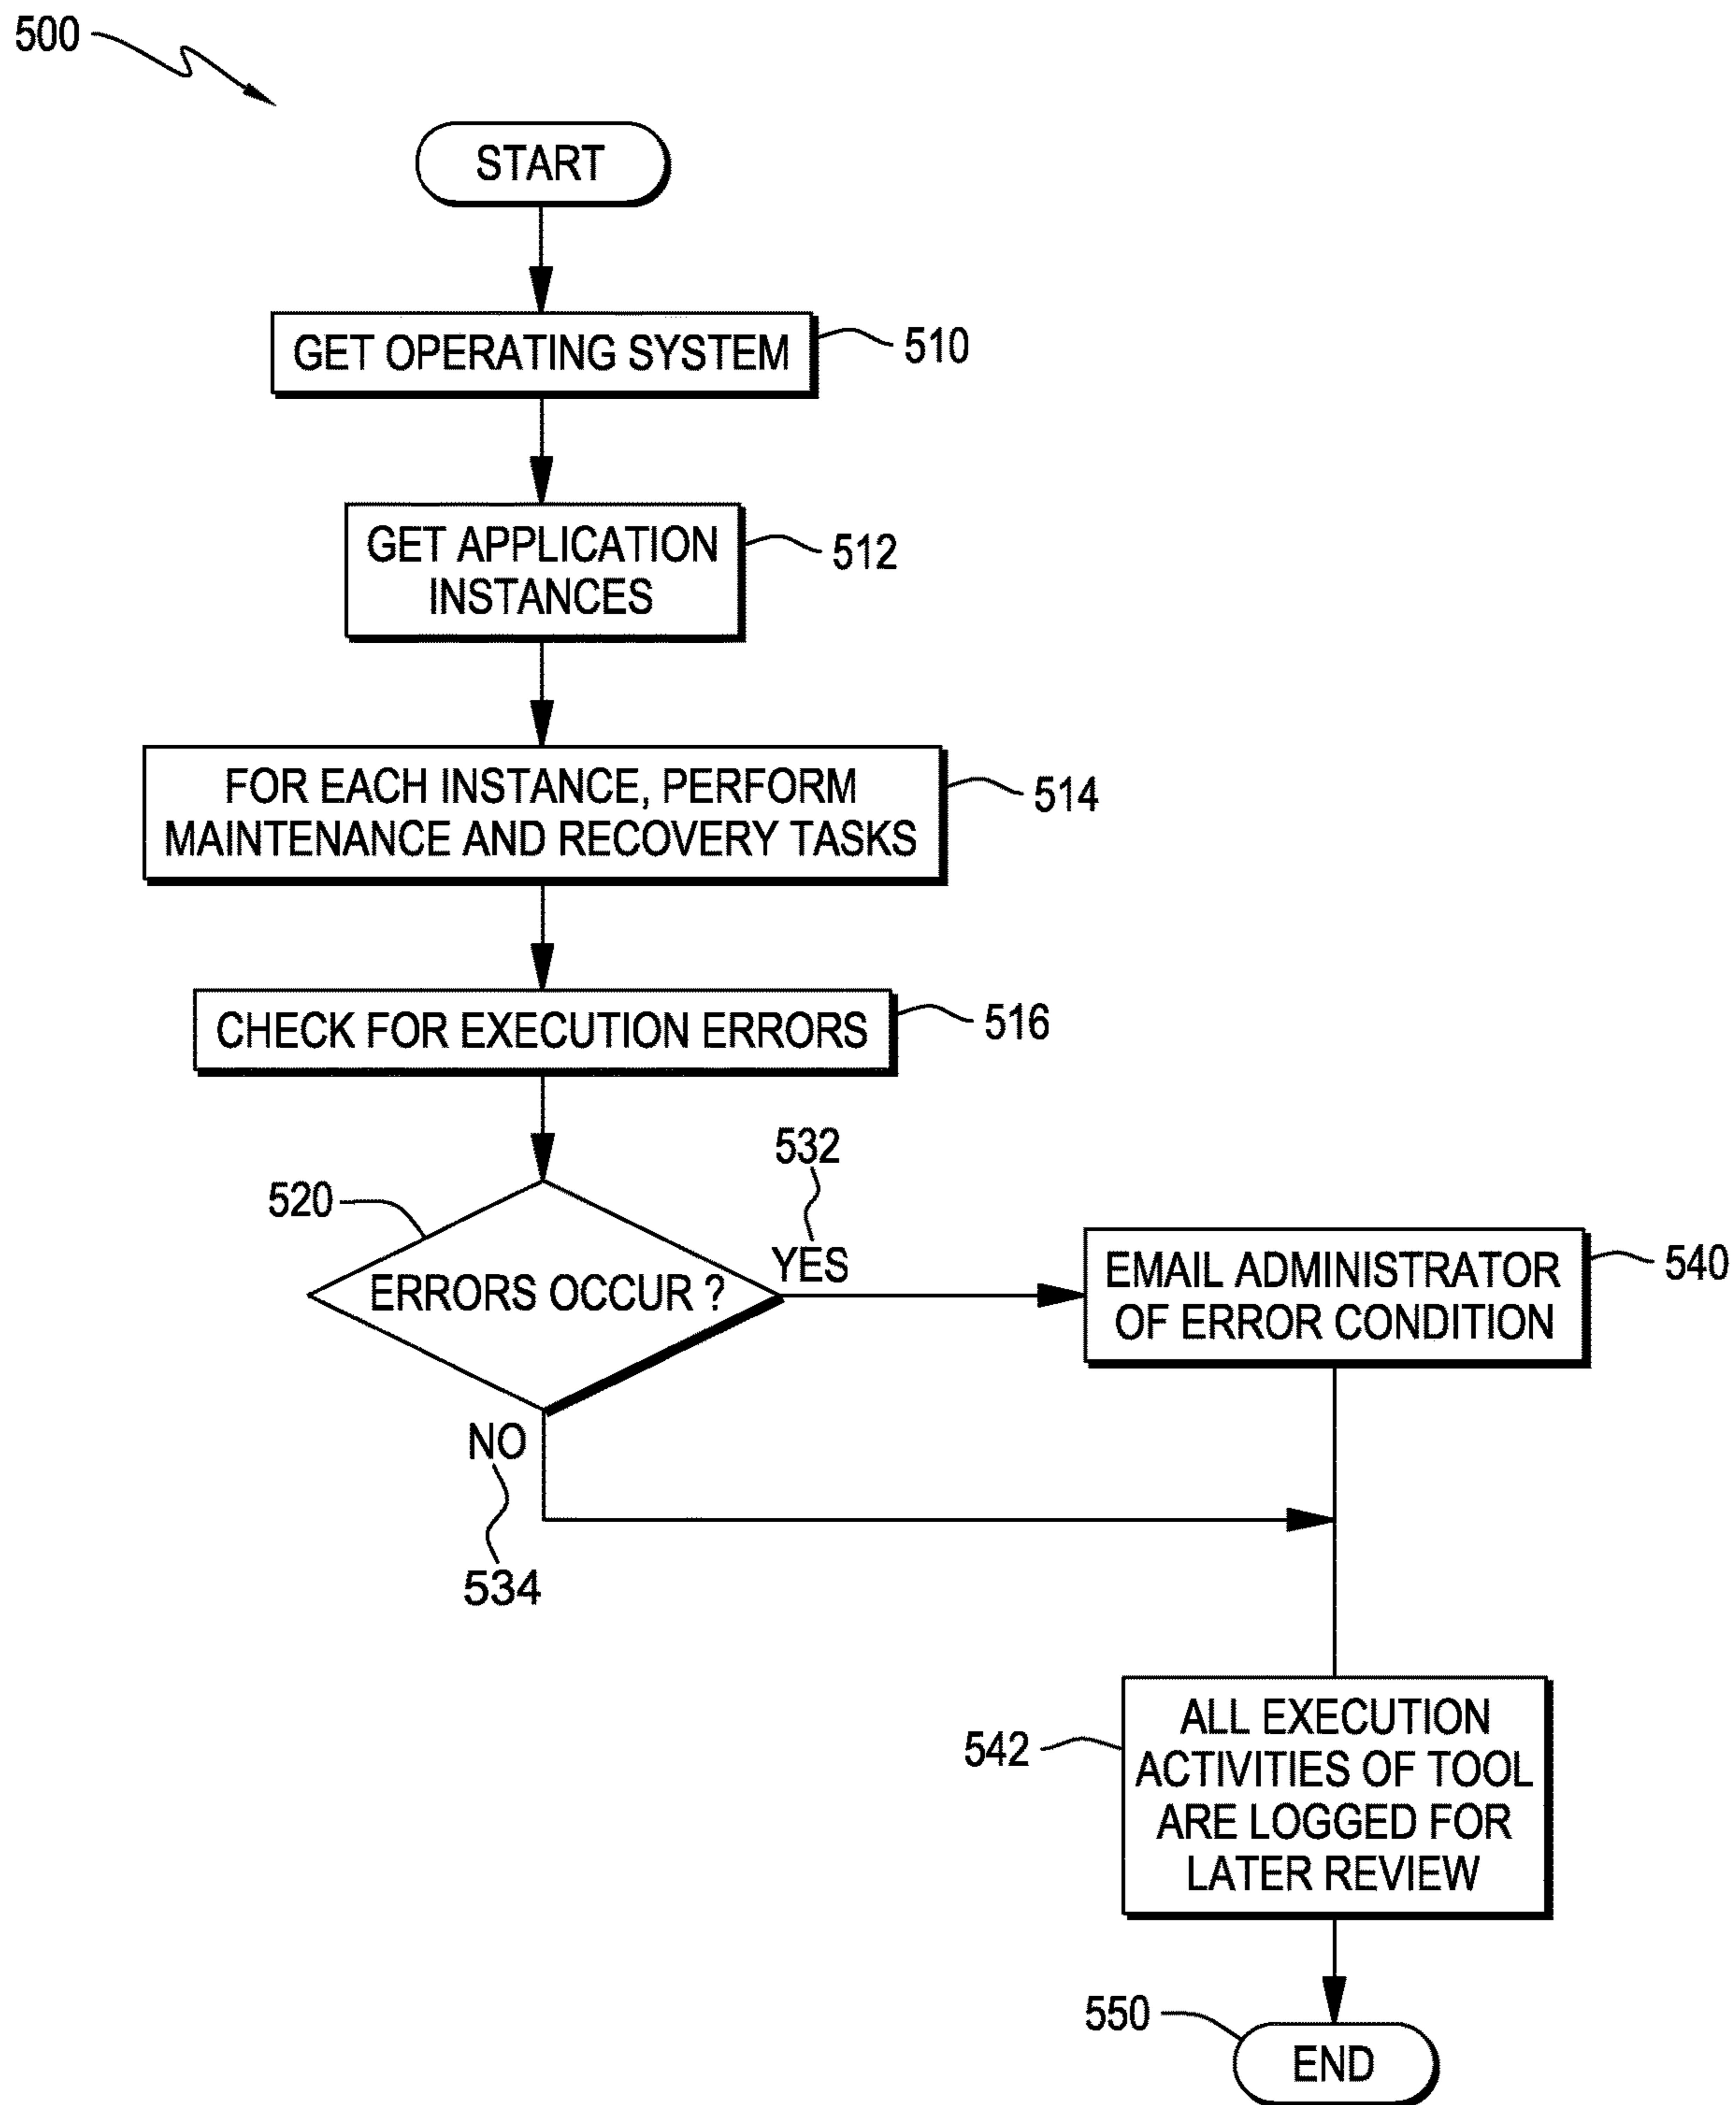 500
START
GET OPERATING SYSTEM
510
GET APPLICATION
INSTANCES
512
FOR EACH INSTANCE, PERFORM
MAINTENANCE AND RECOVERY TASKS
514
CHECK FOR EXECUTION ERRORS
516
520
ERRORS OCCUR ?
532
YES
EMAIL ADMINISTRATOR
OF ERROR CONDITION
540
NO
534
542
ALL EXECUTION
ACTIVITIES OF TOOL
ARE LOGGED FOR
LATER REVIEW
550
END